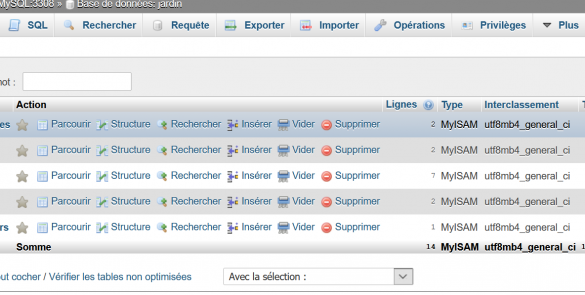 MySQL:3308 » Base de données: jardin
SQL Rechercher Requête Exporter Importer Opérations Privilèges Plus
not :
Action Lignes Type Interclassement T
es Parcourir Structure Rechercher Insérer Vider Supprimer 2 MyISAM utf8mb4_general_ci
Parcourir Structure Rechercher Insérer Vider Supprimer 2 MyISAM utf8mb4_general_ci
Parcourir Structure Rechercher Insérer Vider Supprimer 7 MyISAM utf8mb4_general_ci
Parcourir Structure Rechercher Insérer Vider Supprimer 2 MyISAM utf8mb4_general_ci
rs Parcourir Structure Rechercher Insérer Vider Supprimer 1 MyISAM utf8mb4_general_ci
Somme 14 MyISAM utf8mb4_general_ci 1
out cocher / Vérifier les tables non optimisées Avec la sélection :